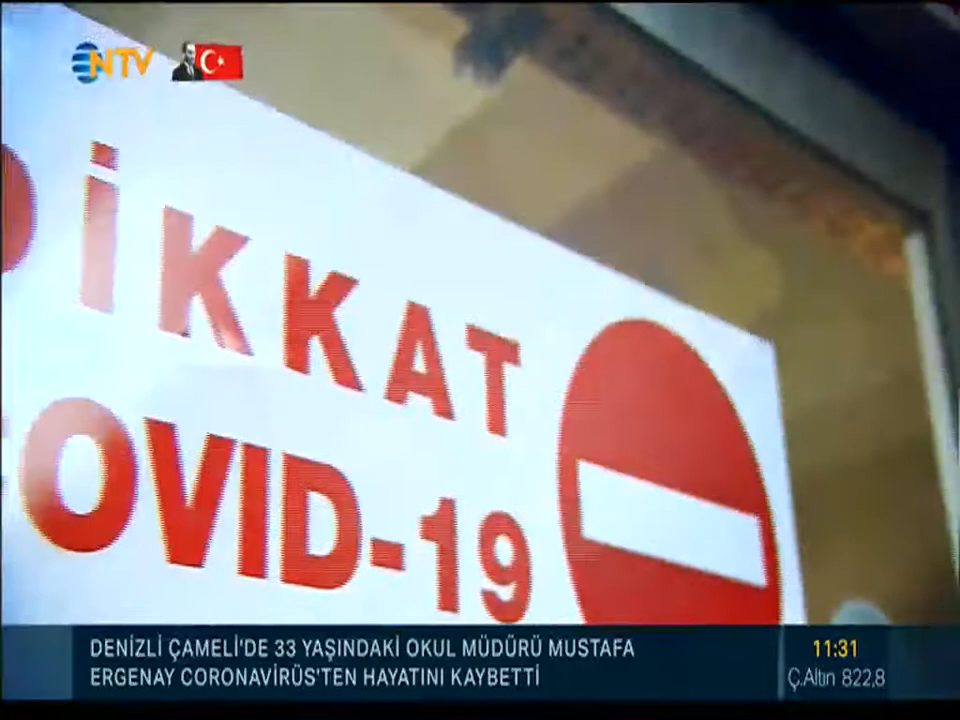 NTV
DİKKAT
COVID-19
DENİZLİ ÇAMELİ'DE 33 YAŞINDAKİ OKUL MÜDÜRÜ MUSTAFA
ERGENAY CORONAVİRÜS'TEN HAYATINI KAYBETTİ
11:31
Ç.Altın 822,8